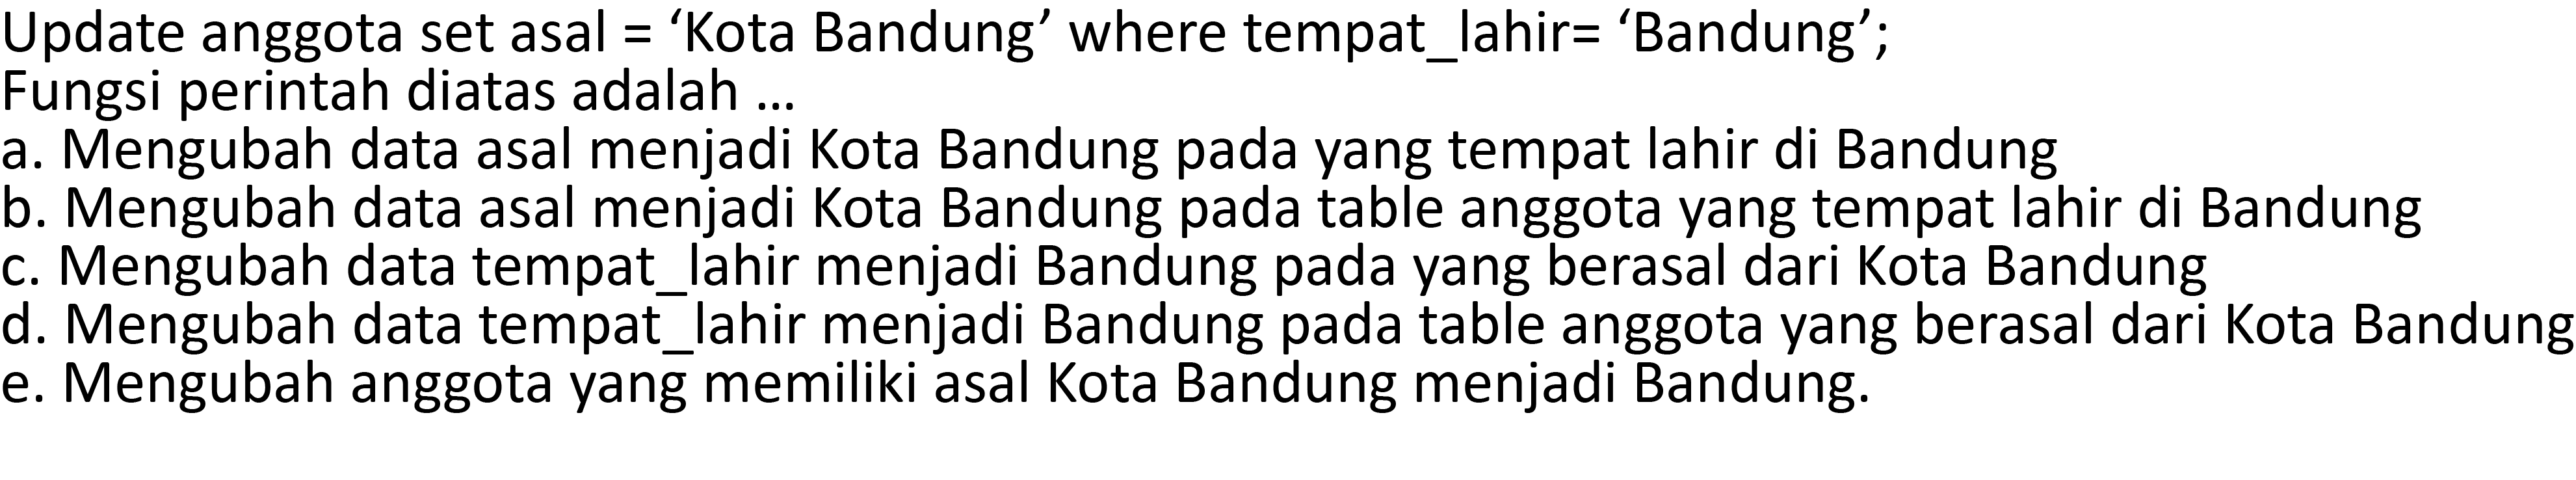 Update anggota set asal = ‘Kota Bandung’ where tempat_lahir= ‘Bandung’;
Fungsi perintah diatas adalah ...
a. Mengubah data asal menjadi Kota Bandung pada yang tempat lahir di Bandung
b. Mengubah data asal menjadi Kota Bandung pada table anggota yang tempat lahir di Bandung
c. Mengubah data tempat_lahir menjadi Bandung pada yang berasal dari Kota Bandung
d. Mengubah data tempat_lahir menjadi Bandung pada table anggota yang berasal dari Kota Bandung
e. Mengubah anggota yang memiliki asal Kota Bandung menjadi Bandung.